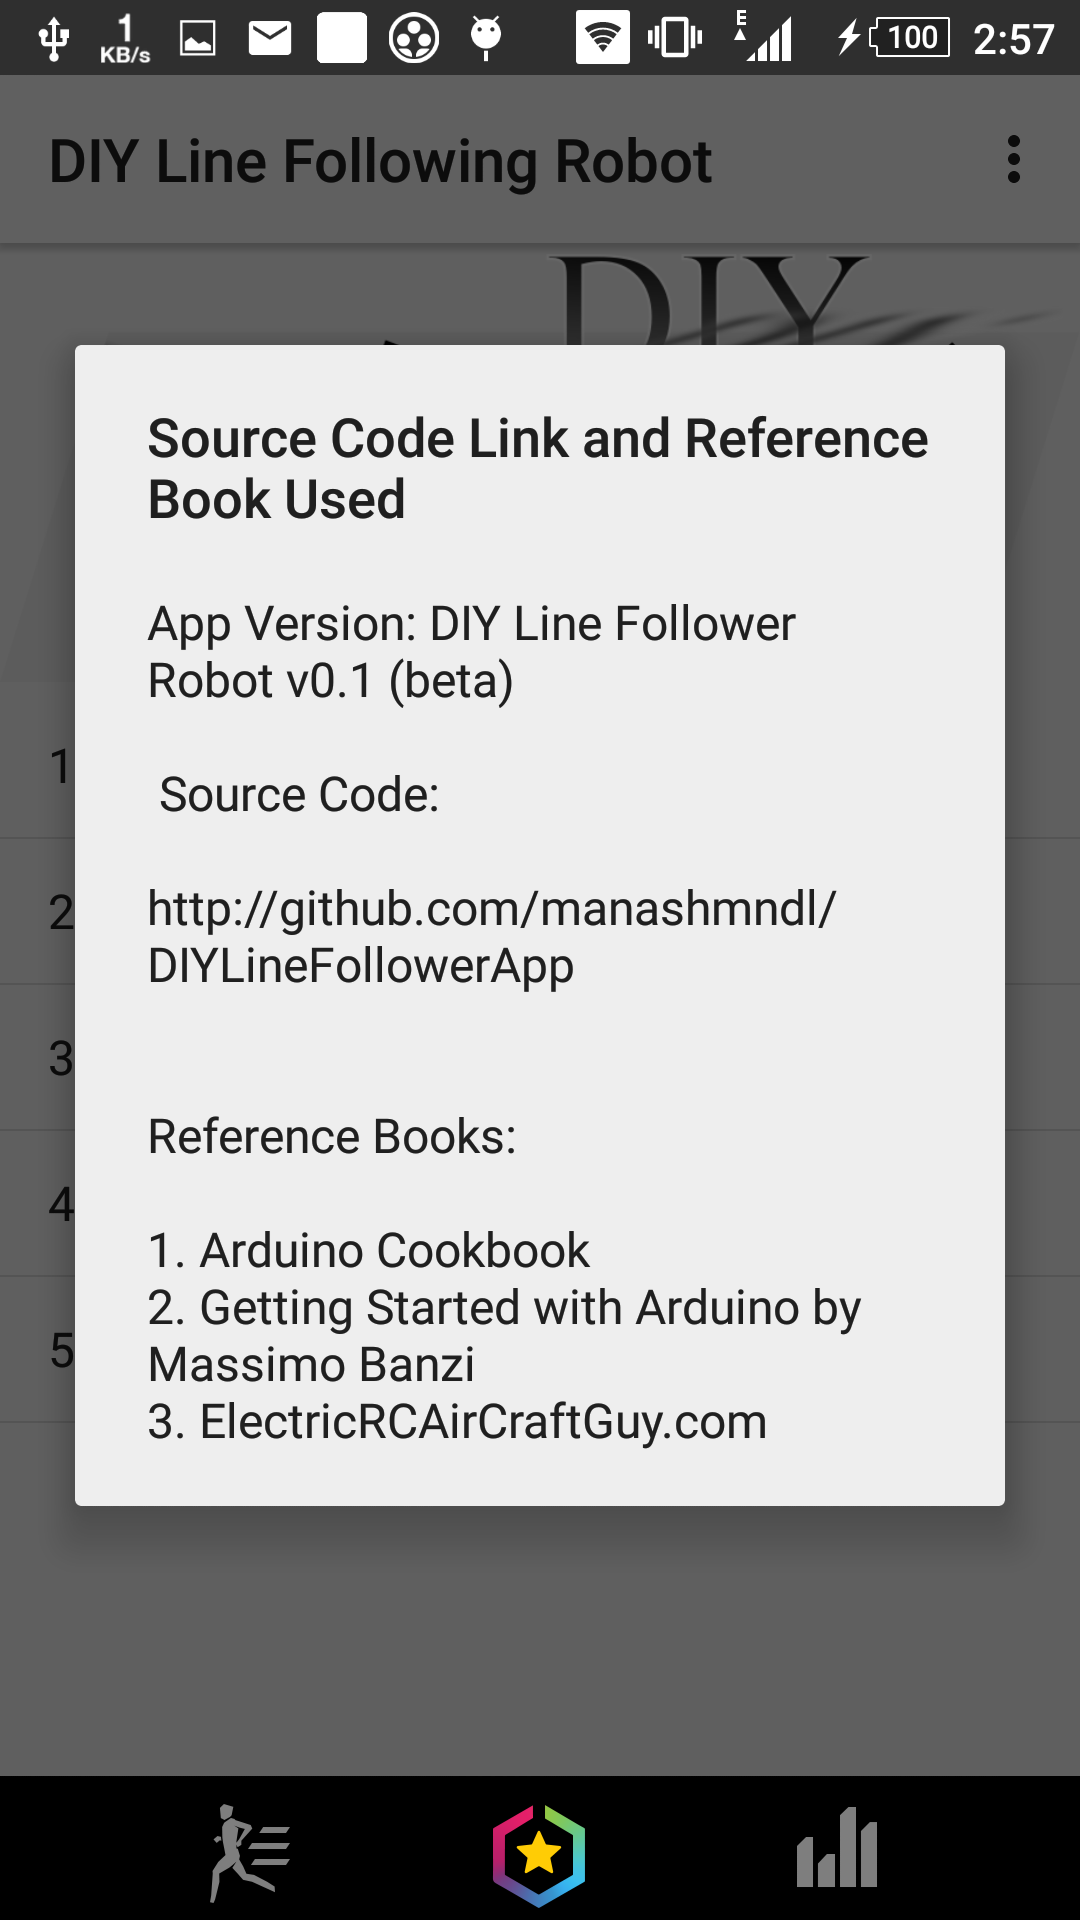 1
KB/s
E
100
2:57
DIY Line Following Robot
DIY
Source Code Link and Reference
Book Used
App Version: DIY Line Follower
Robot v0.1 (beta)
Source Code:
http://github.com/manashmndl/
DIYLineFollowerApp
Reference Books:
1. Arduino Cookbook
2. Getting Started with Arduino by
Massimo Banzi
3. ElectricRCAirCraftGuy.com
1
2
3
4
5